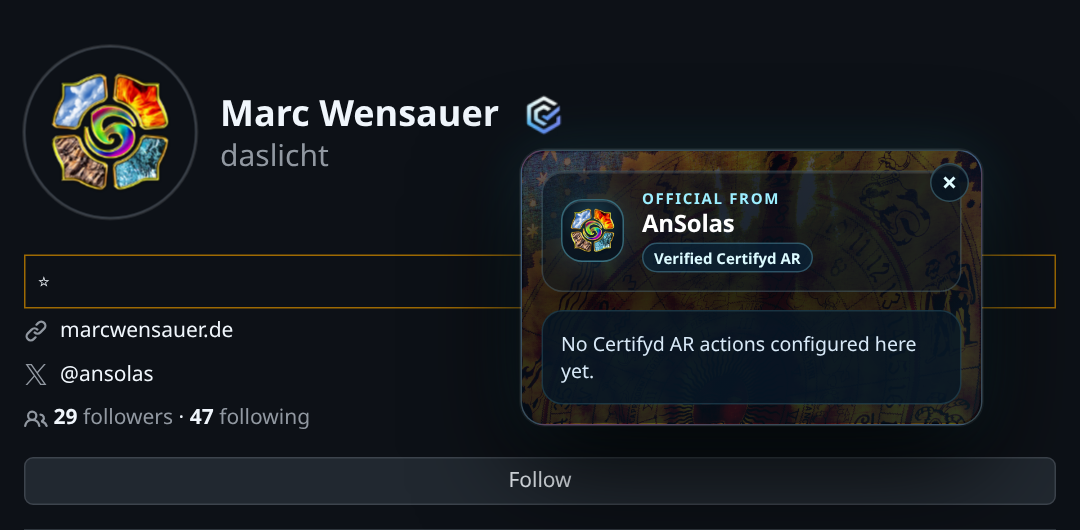 Marc Wensauer
daslicht
OFFICIAL FROM
AnSolas
Verified Certifyd AR
No Certifyd AR actions configured here
yet.
marcwensauer.de
@ansolas
29 followers · 47 following
Follow